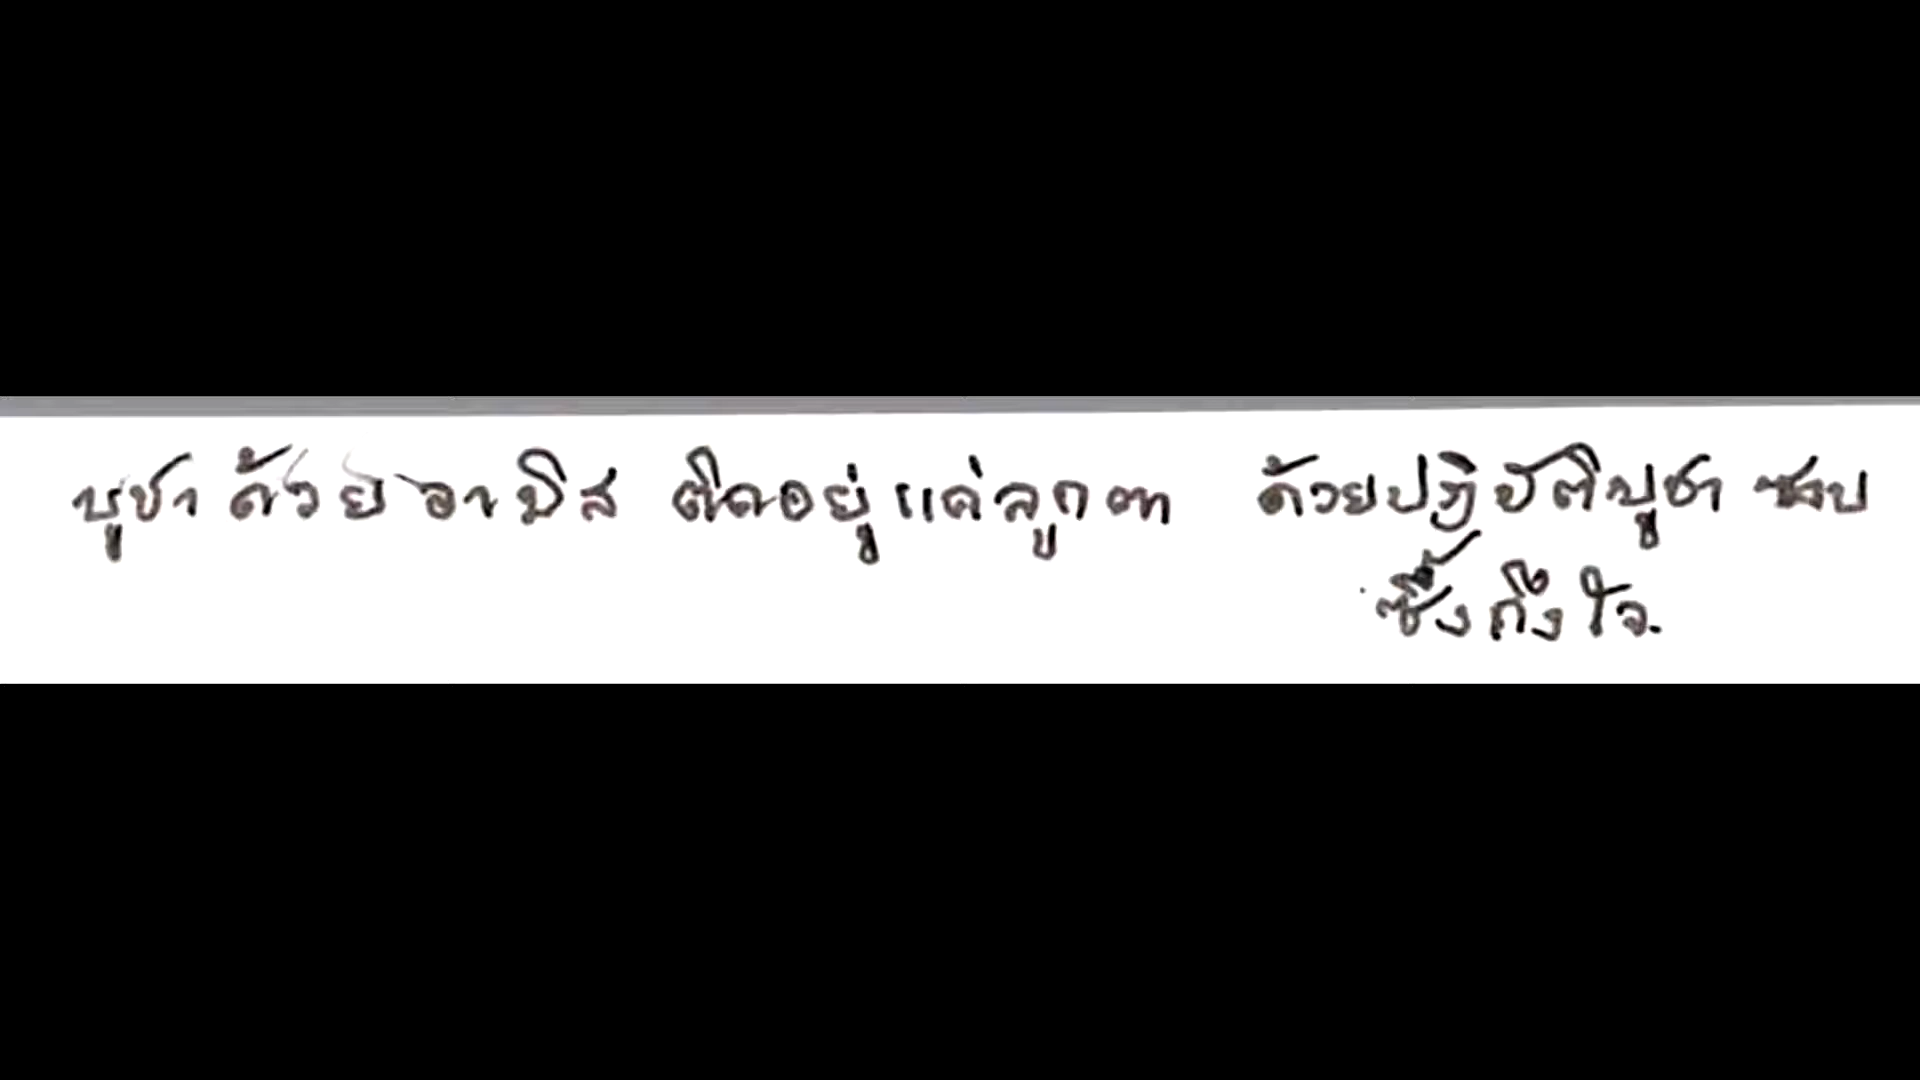 บูชาด้วยอามิส ติดอยู่แค่ลูกตา ด้วยปฏิบัติบูชา ซาบ
ซึ้งถึงใจ.